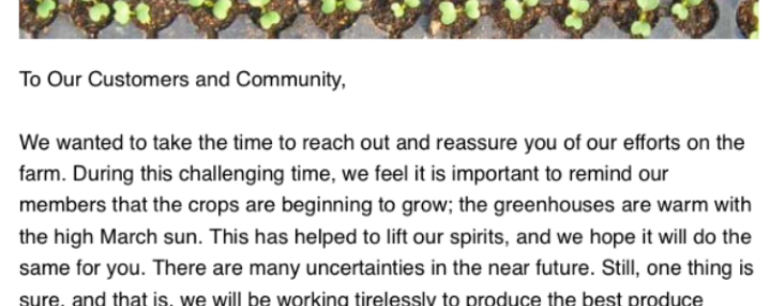 To Our Customers and Community,
We wanted to take the time to reach out and reassure you of our efforts on the
farm. During this challenging time, we feel it is important to remind our
members that the crops are beginning to grow; the greenhouses are warm with
the high March sun. This has helped to lift our spirits, and we hope it will do the
same for you. There are many uncertainties in the near future. Still, one thing is
sure, and that is, we will be working tirelessly to produce the best produce